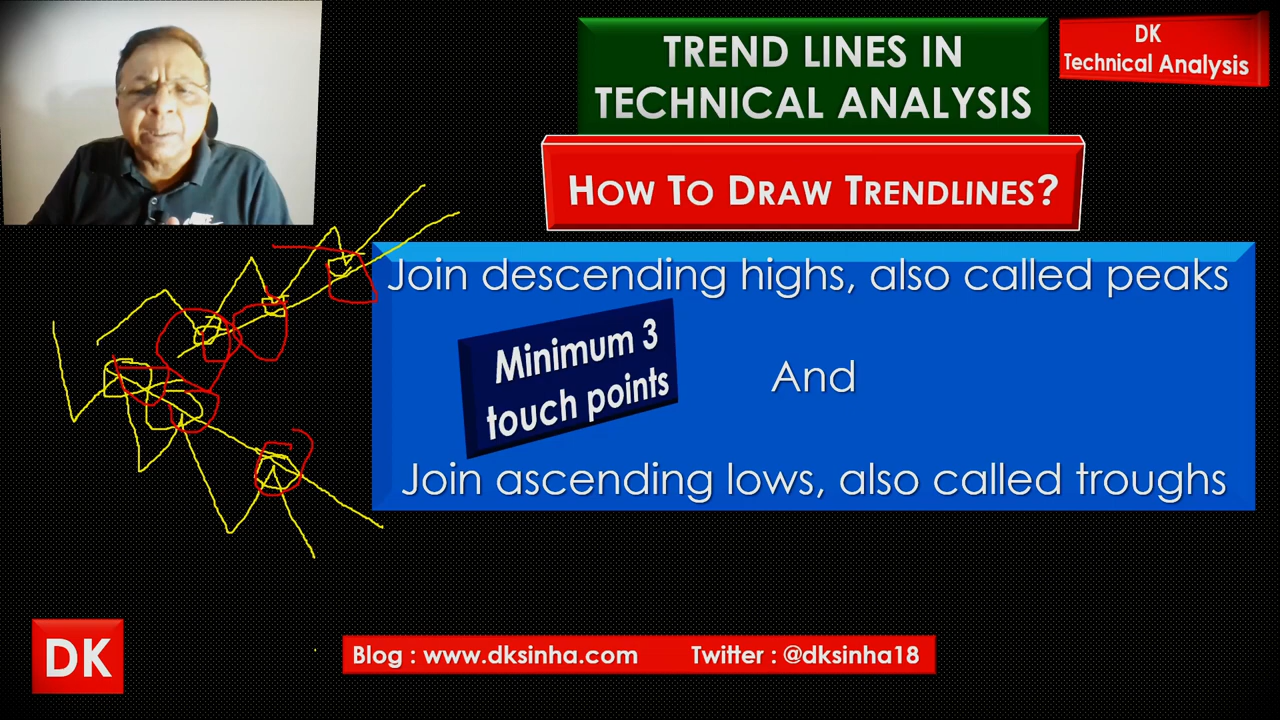 TREND LINES IN
TECHNICAL ANALYSIS
DK
Technical Analysis
HOW TO DRAW TRENDLINES?
Join descending highs, also called peaks
Minimum 3
touch points
And
Join ascending lows, also called troughs
DK
Blog : www.dksinha.com Twitter : @dksinha18